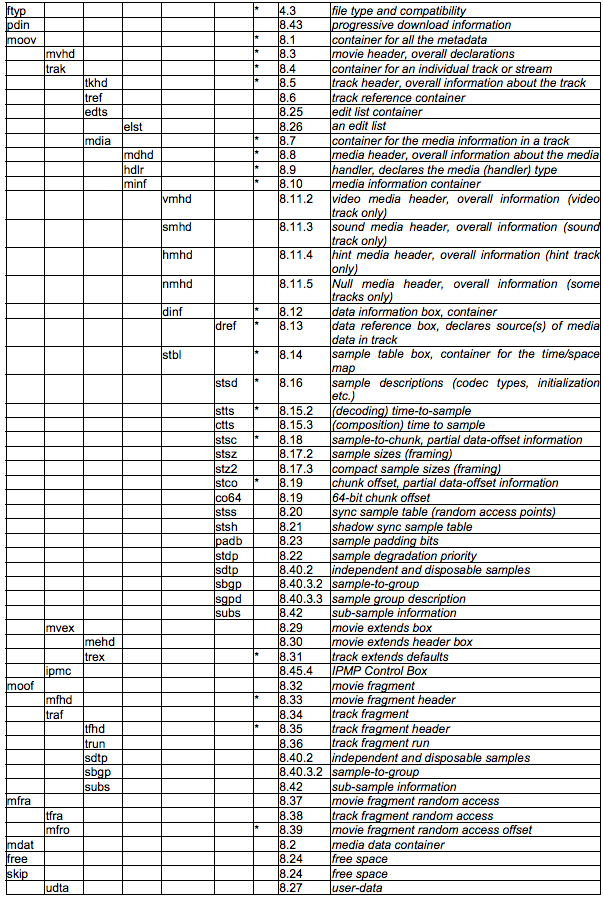 ftyp * 4.3 file type and compatibility
pdin 8.43 progressive download information
moov * 8.1 container for all the metadata
mvhd * 8.3 movie header, overall declarations
trak * 8.4 container for an individual track or stream
tkhd * 8.5 track header, overall information about the track
tref 8.6 track reference container
edts 8.25 edit list container
elst 8.26 an edit list
mdia * 8.7 container for the media information in a track
mdhd * 8.8 media header, overall information about the media
hdlr * 8.9 handler, declares the media (handler) type
minf * 8.10 media information container
vmhd 8.11.2 video media header, overall information (video
track only)
smhd 8.11.3 sound media header, overall information (sound
track only)
hmhd 8.11.4 hint media header, overall information (hint track
only)
nmhd 8.11.5 Null media header, overall information (some
tracks only)
dinf * 8.12 data information box, container
dref * 8.13 data reference box, declares source(s) of media
data in track
stbl * 8.14 sample table box, container for the time/space
map
stsd * 8.16 sample descriptions (codec types, initialization
etc.)
stts * 8.15.2 (decoding) time-to-sample
ctts 8.15.3 (composition) time to sample
stsc * 8.18 sample-to-chunk, partial data-offset information
stsz 8.17.2 sample sizes (framing)
stz2 8.17.3 compact sample sizes (framing)
stco * 8.19 chunk offset, partial data-offset information
co64 8.19 64-bit chunk offset
stss 8.20 sync sample table (random access points)
stsh 8.21 shadow sync sample table
padb 8.23 sample padding bits
stdp 8.22 sample degradation priority
sdtp 8.40.2 independent and disposable samples
sbgp 8.40.3.2 sample-to-group
sgpd 8.40.3.3 sample group description
subs 8.42 sub-sample information
mvex 8.29 movie extends box
mehd 8.30 movie extends header box
trex * 8.31 track extends defaults
ipmc 8.45.4 IPMP Control Box
moof 8.32 movie fragment
mfhd * 8.33 movie fragment header
traf 8.34 track fragment
tfhd * 8.35 track fragment header
trun 8.36 track fragment run
sdtp 8.40.2 independent and disposable samples
sbgp 8.40.3.2 sample-to-group
subs 8.42 sub-sample information
mfra 8.37 movie fragment random access
tfra 8.38 track fragment random access
mfro * 8.39 movie fragment random access offset
mdat 8.2 media data container
free 8.24 free space
skip 8.24 free space
udta 8.27 user-data